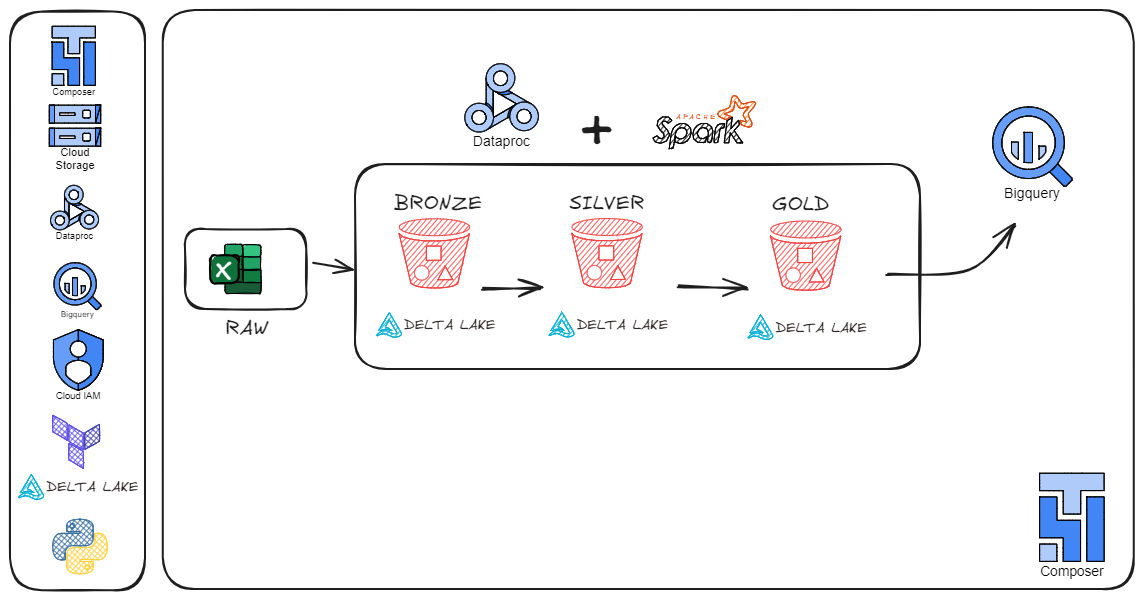 Composer
Cloud
Storage
Dataproc
Bigquery
Cloud IAM
DELTA LAKE
Dataproc
APACHE
Spark
BRONZE
SILVER
GOLD
DELTA LAKE
DELTA LAKE
DELTA LAKE
X
RAW
Bigquery
Composer